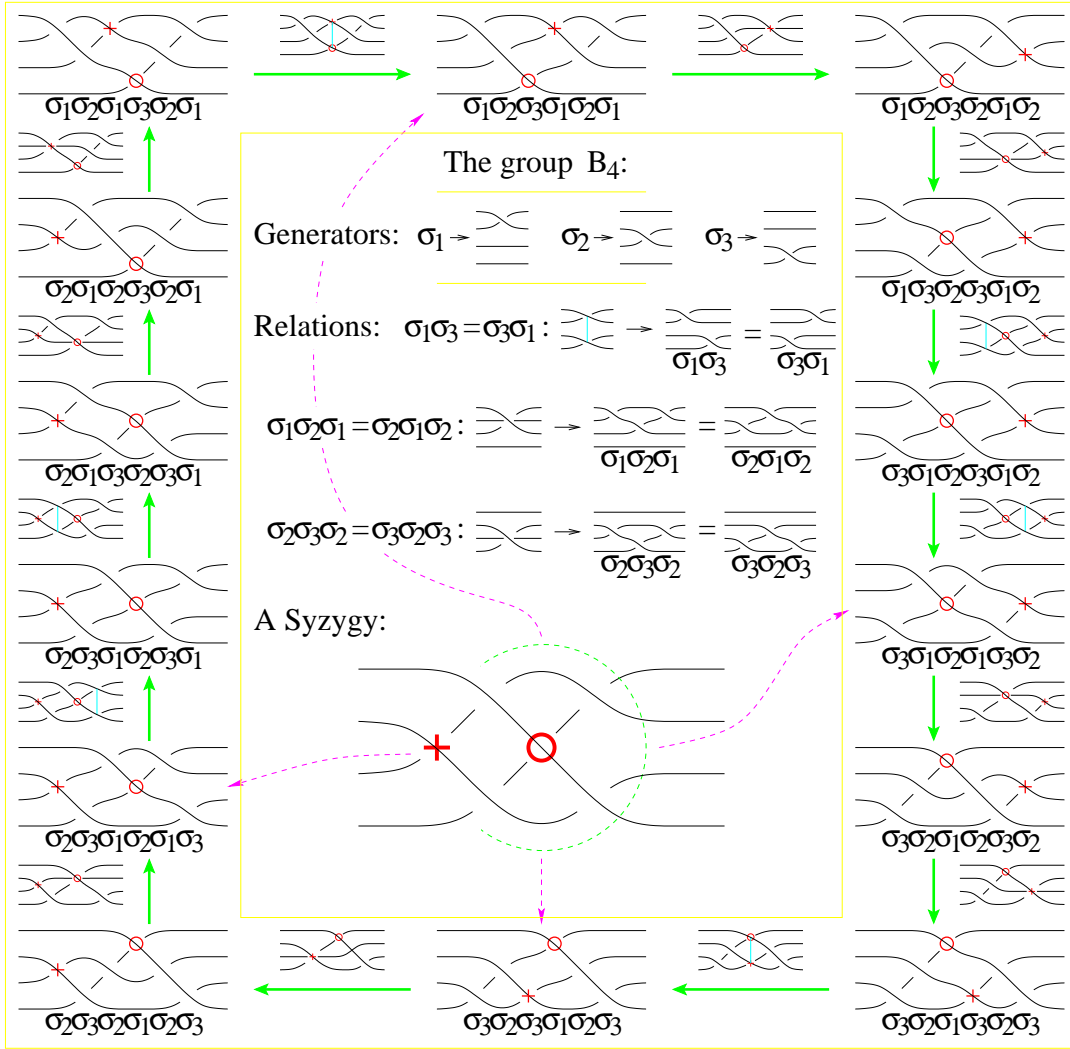 σ₁σ₂σ₁σ₃σ₂σ₁
σ₁σ₂σ₃σ₁σ₂σ₁
σ₁σ₂σ₃σ₂σ₁σ₂
The group B₄:
Generators: σ₁→ σ₂→ σ₃→
σ₂σ₁σ₂σ₃σ₂σ₁
σ₁σ₃σ₂σ₃σ₁σ₂
Relations: σ₁σ₃=σ₃σ₁: → =
σ₁σ₃
σ₃σ₁
σ₁σ₂σ₁=σ₂σ₁σ₂: → =
σ₁σ₂σ₁
σ₂σ₁σ₂
σ₂σ₁σ₃σ₂σ₃σ₁
σ₃σ₁σ₂σ₃σ₁σ₂
σ₂σ₃σ₂=σ₃σ₂σ₃: → =
σ₂σ₃σ₂
σ₃σ₂σ₃
A Syzygy:
σ₂σ₃σ₁σ₂σ₃σ₁
σ₃σ₁σ₂σ₁σ₃σ₂
σ₂σ₃σ₁σ₂σ₁σ₃
σ₃σ₂σ₁σ₂σ₃σ₂
σ₂σ₃σ₂σ₁σ₂σ₃
σ₃σ₂σ₃σ₁σ₂σ₃
σ₃σ₂σ₁σ₃σ₂σ₃